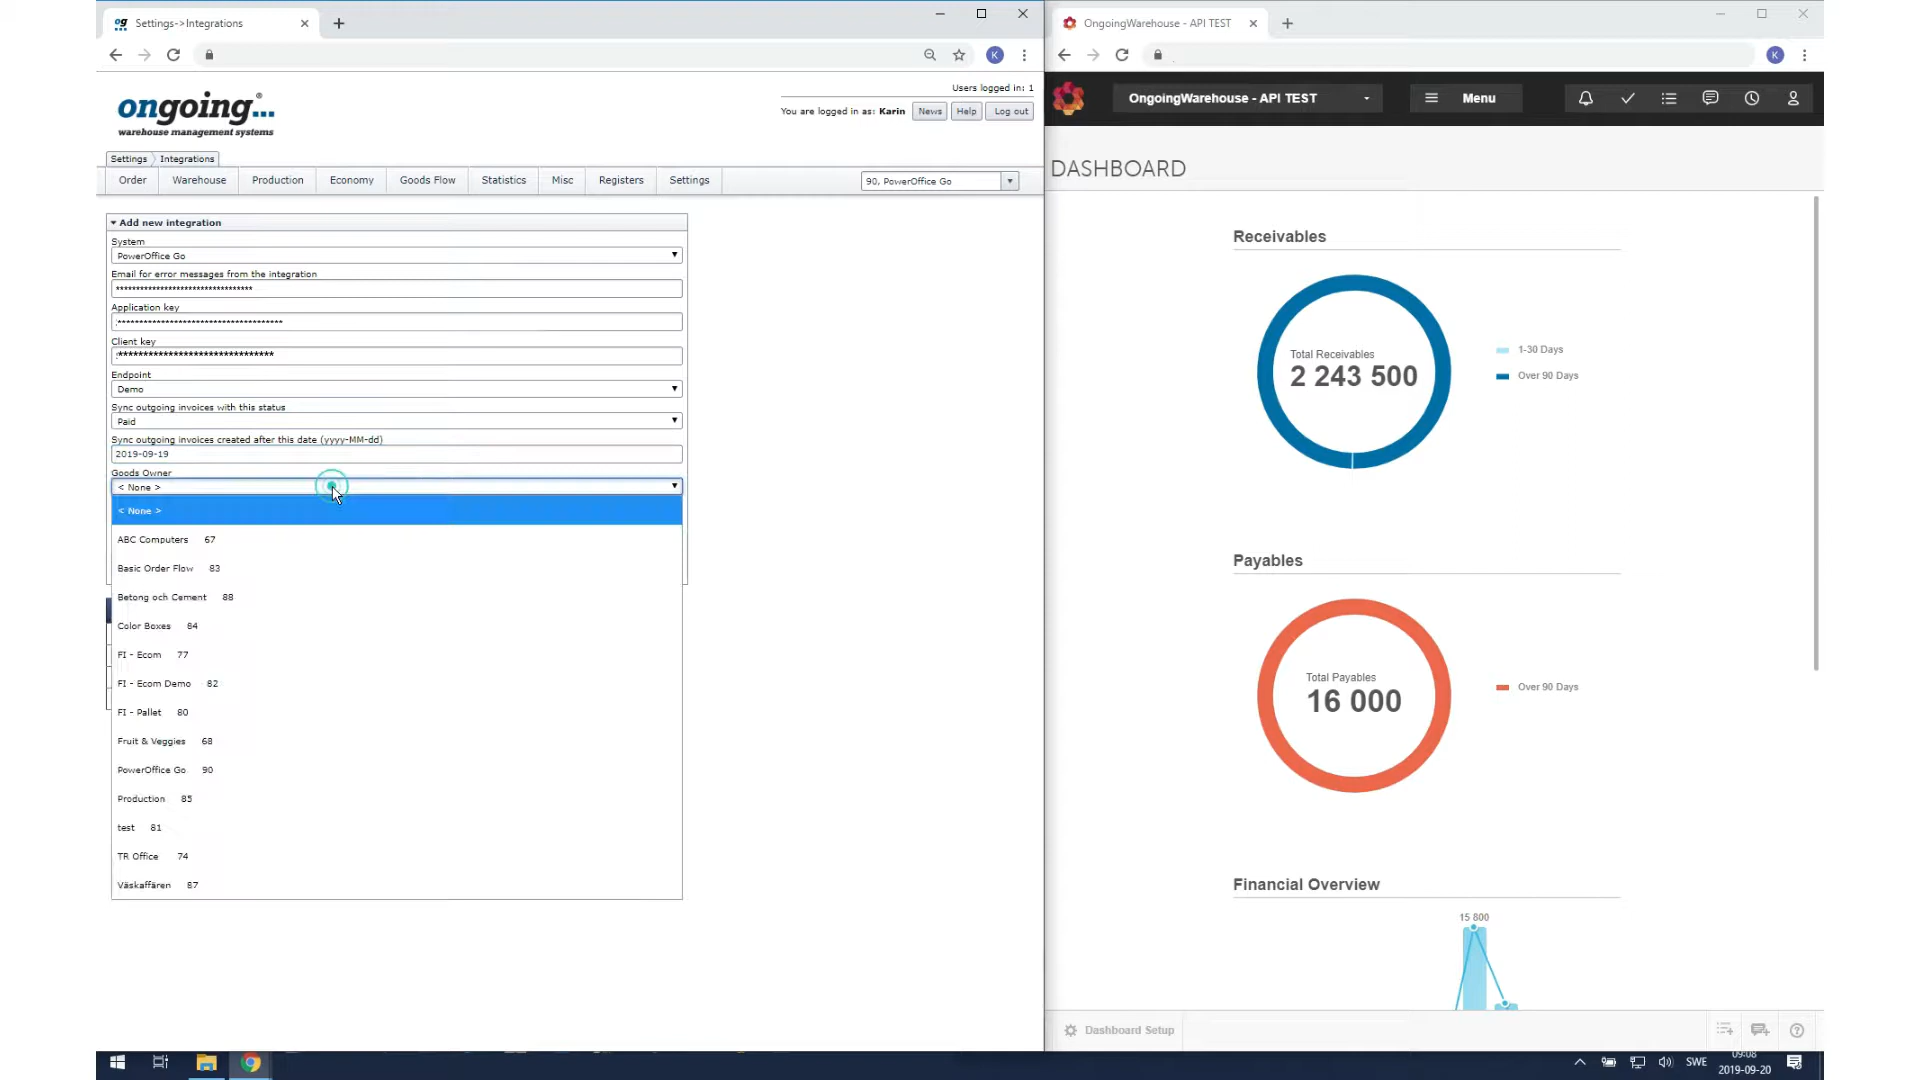 Settings->Integrations
OngoingWarehouse - API TEST
K
K
ongoing...®
warehouse management systems
Users logged in: 1
You are logged in as: Karin
News
Help
Log out
Settings
Integrations
Order
Warehouse
Production
Economy
Goods Flow
Statistics
Misc
Registers
Settings
90, PowerOffice Go
Add new integration
System
PowerOffice Go
Email for error messages from the integration
Application key
Client key
Endpoint
Demo
Sync outgoing invoices with this status
Paid
Sync outgoing invoices created after this date (yyyy-MM-dd)
2019-09-19
Goods Owner
< None >
< None >
ABC Computers 67
Basic Order Flow 83
Betong och Cement 88
Color Boxes 84
FI - Ecom 77
FI - Ecom Demo 82
FI - Pallet 80
Fruit & Veggies 68
PowerOffice Go 90
Production 85
test 81
TR Office 74
Väskaffären 87
OngoingWarehouse - API TEST
Menu
DASHBOARD
Receivables
Total Receivables
2 243 500
1-30 Days
Over 90 Days
Payables
Total Payables
16 000
Over 90 Days
Financial Overview
15 800
Dashboard Setup
SWE
09:08
2019-09-20